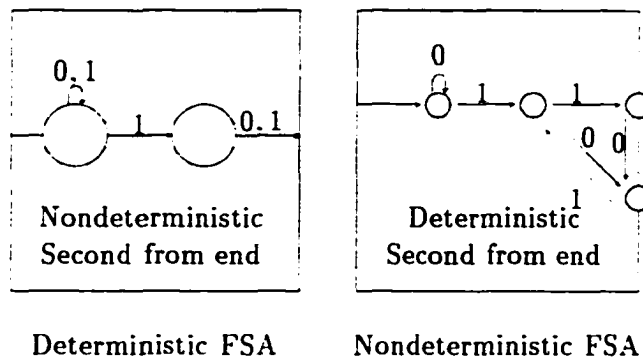 0,1
1
0,1
Nondeterministic
Second from end
0
1
1
0
0
1
Deterministic
Second from end
Deterministic FSA
Nondeterministic FSA